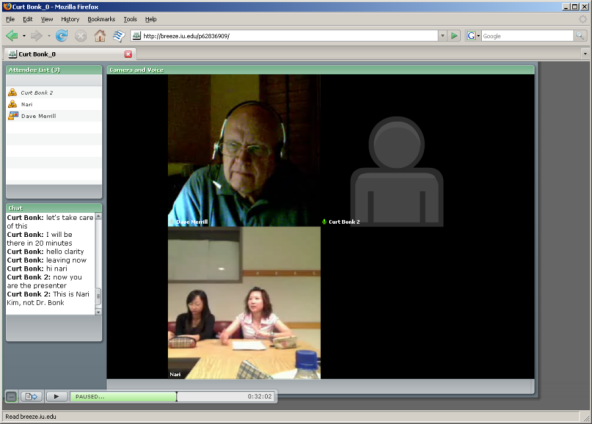 Curt Bonk_0 - Mozilla Firefox
File Edit View History Bookmarks Tools Help
http://breeze.iu.edu/p62836909/
Google
Curt Bonk_0
Attendee List (3)
Camera and Voice
Curt Bonk 2
Nari
Dave Merrill
Dave Merrill
Curt Bonk 2
Chat
Curt Bonk: let's take care
of this
Curt Bonk: I will be
there in 20 minutes
Curt Bonk: hello clarity
Curt Bonk: leaving now
Curt Bonk: hi nari
Curt Bonk 2: now you
are the presenter
Curt Bonk 2: This is Nari
Kim, not Dr. Bonk
Nari
PAUSED...
0:32:02
Read breeze.iu.edu